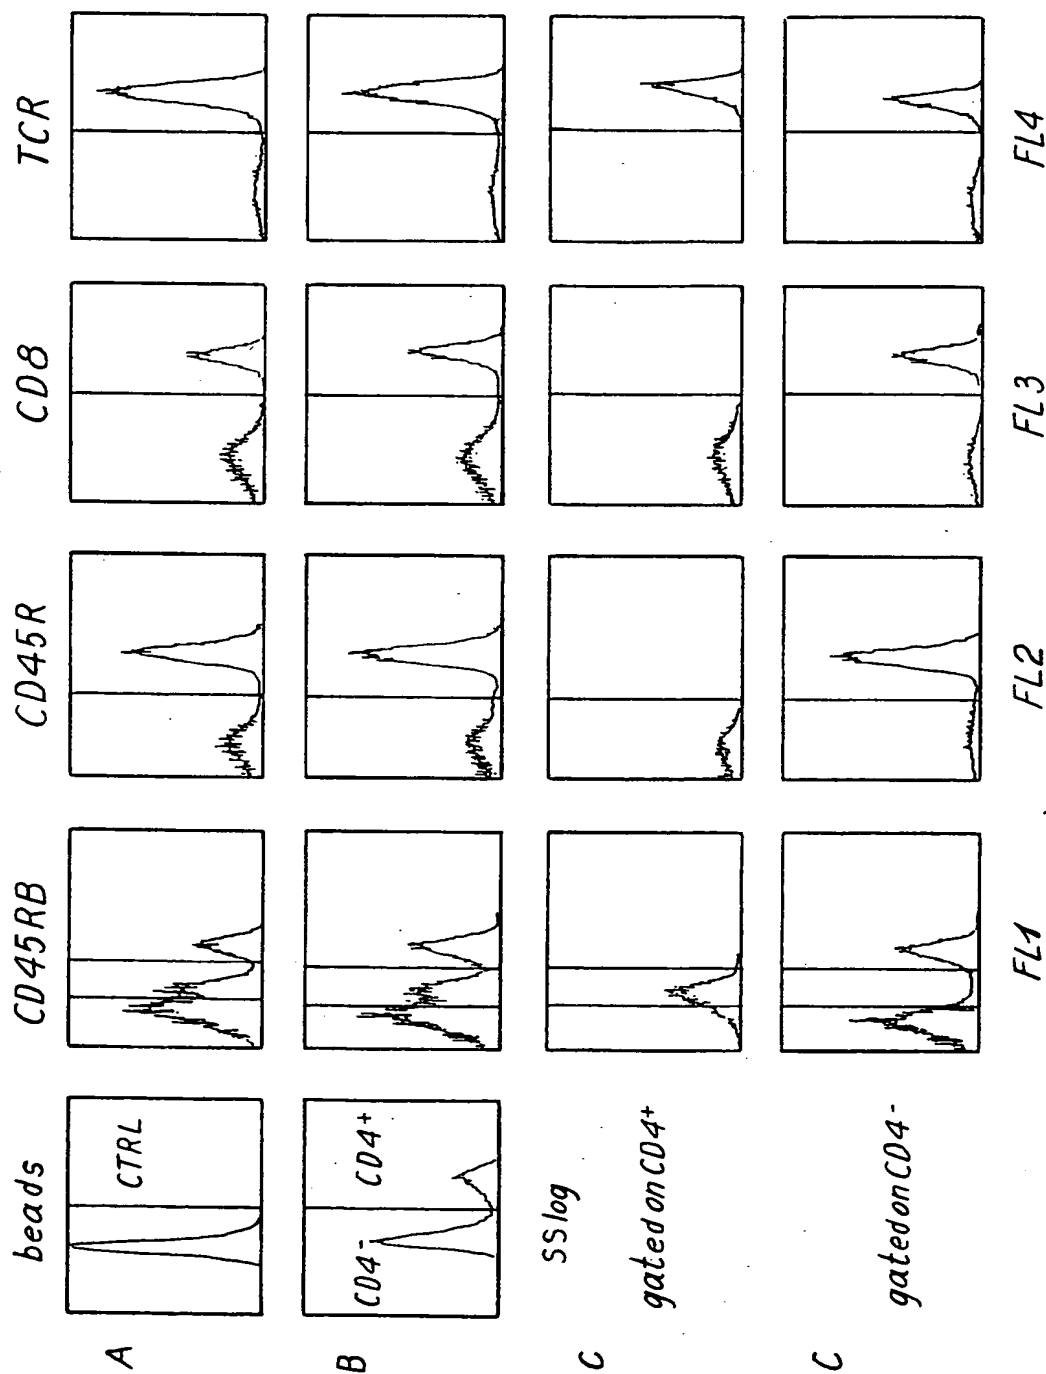 beads CD45RB CD45R CD8 TCR
A
CTRL
B
CD4-
CD4+
C
SSlog
gated on CD4+
C
gated on CD4-
FL1 FL2 FL3 FL4